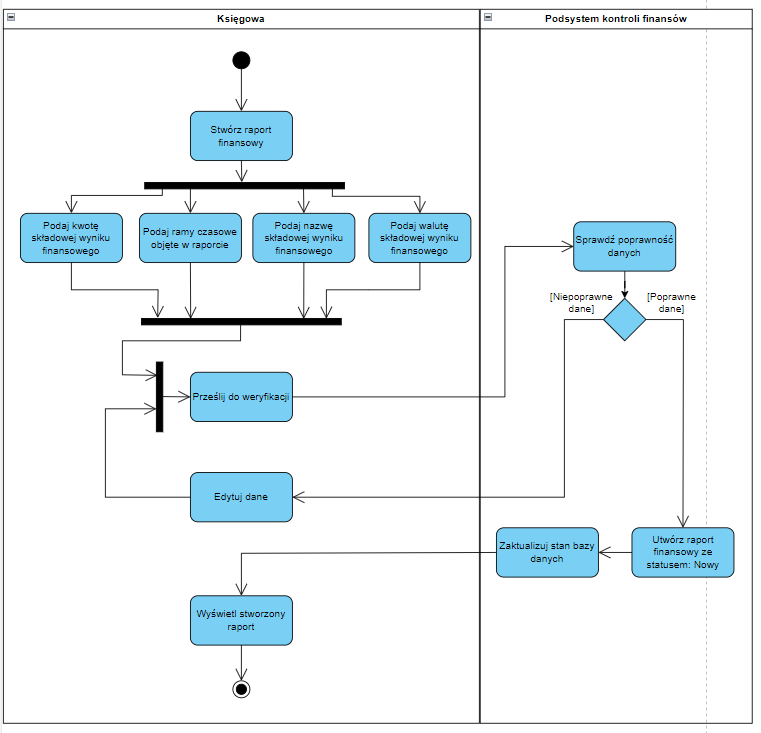 Księgowa
Podsystem kontroli finansów
Stwórz raport
finansowy
Podaj kwotę
składowej wyniku
finansowego
Podaj ramy czasowe
objęte w raporcie
Podaj nazwę
składowej wyniku
finansowego
Podaj walutę
składowej wyniku
finansowego
Sprawdź poprawność
danych
[Niepoprawne
dane]
[Poprawne
dane]
Prześlij do weryfikacji
Edytuj dane
Zaktualizuj stan bazy
danych
Utwórz raport
finansowy ze
statusem: Nowy
Wyświetl stworzony
raport